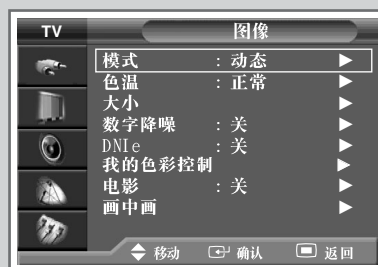 TV 图像
模式 : 动态
色温 : 正常
大小
数字降噪 : 关
DNIe : 关
我的色彩控制
电影 : 关
画中画
移动 确认 返回